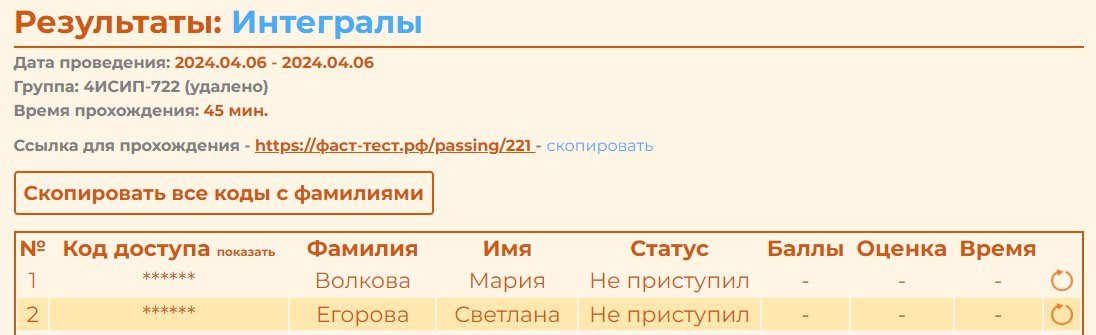 Результаты: Интегралы
Дата проведения: 2024.04.06 - 2024.04.06
Группа: 4ИСИП-722 (удалено)
Время прохождения: 45 мин.
Ссылка для прохождения - https://фаст-тест.рф/passing/221 - скопировать
Скопировать все коды с фамилиями
№ Код доступа показать Фамилия Имя Статус Баллы Оценка Время
1 ****** Волкова Мария Не приступил - - -
2 ****** Егорова Светлана Не приступил - - -